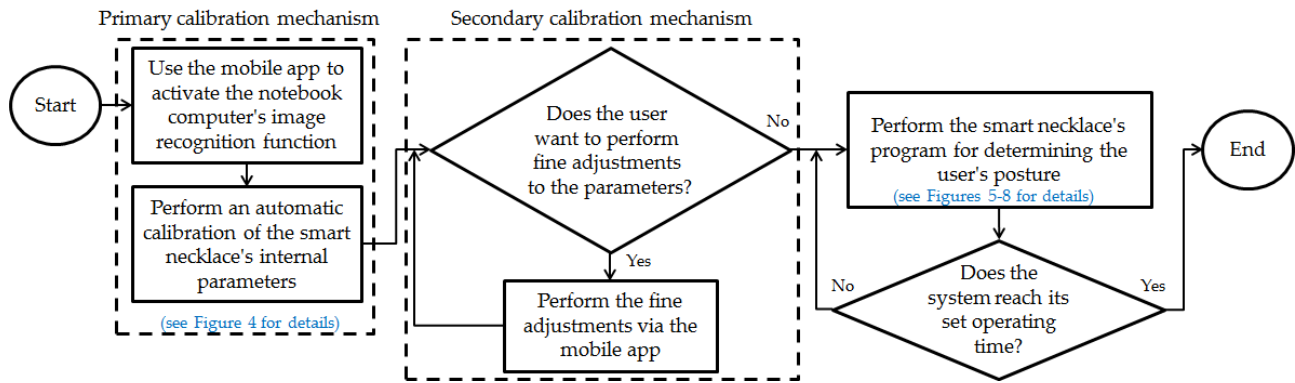 Primary calibration mechanism
Secondary calibration mechanism
Start
Use the mobile app to
activate the notebook
computer's image
recognition function
Perform an automatic
calibration of the smart
necklace's internal
parameters
(see Figure 4 for details)
Does the user
want to perform
fine adjustments
to the parameters?
No
Yes
Perform the fine
adjustments via the
mobile app
Perform the smart necklace's
program for determining the
user's posture
(see Figures 5-8 for details)
Does the
system reach its
set operating
time?
No
Yes
End